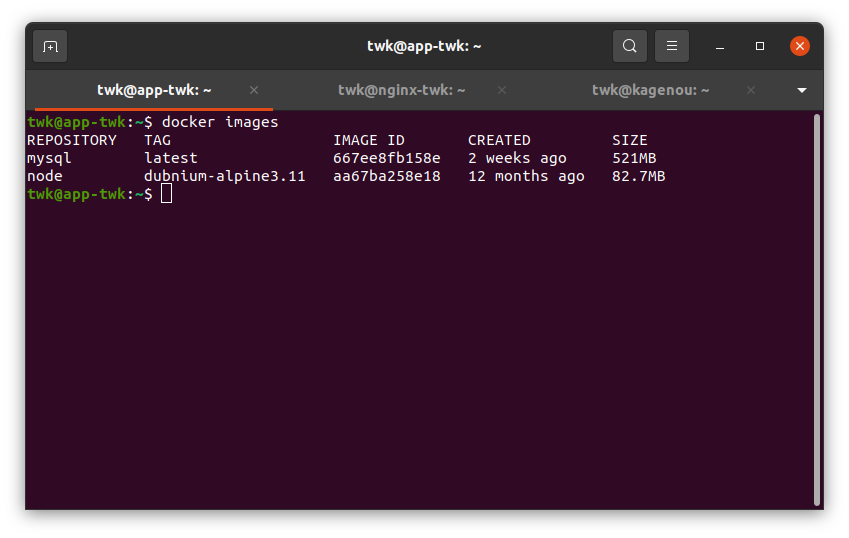 twk@app-twk: ~
twk@app-twk: ~ twk@nginx-twk: ~ twk@kagenou: ~
twk@app-twk:~$ docker images
REPOSITORY TAG IMAGE ID CREATED SIZE
mysql latest 667ee8fb158e 2 weeks ago 521MB
node dubnium-alpine3.11 aa67ba258e18 12 months ago 82.7MB
twk@app-twk:~$